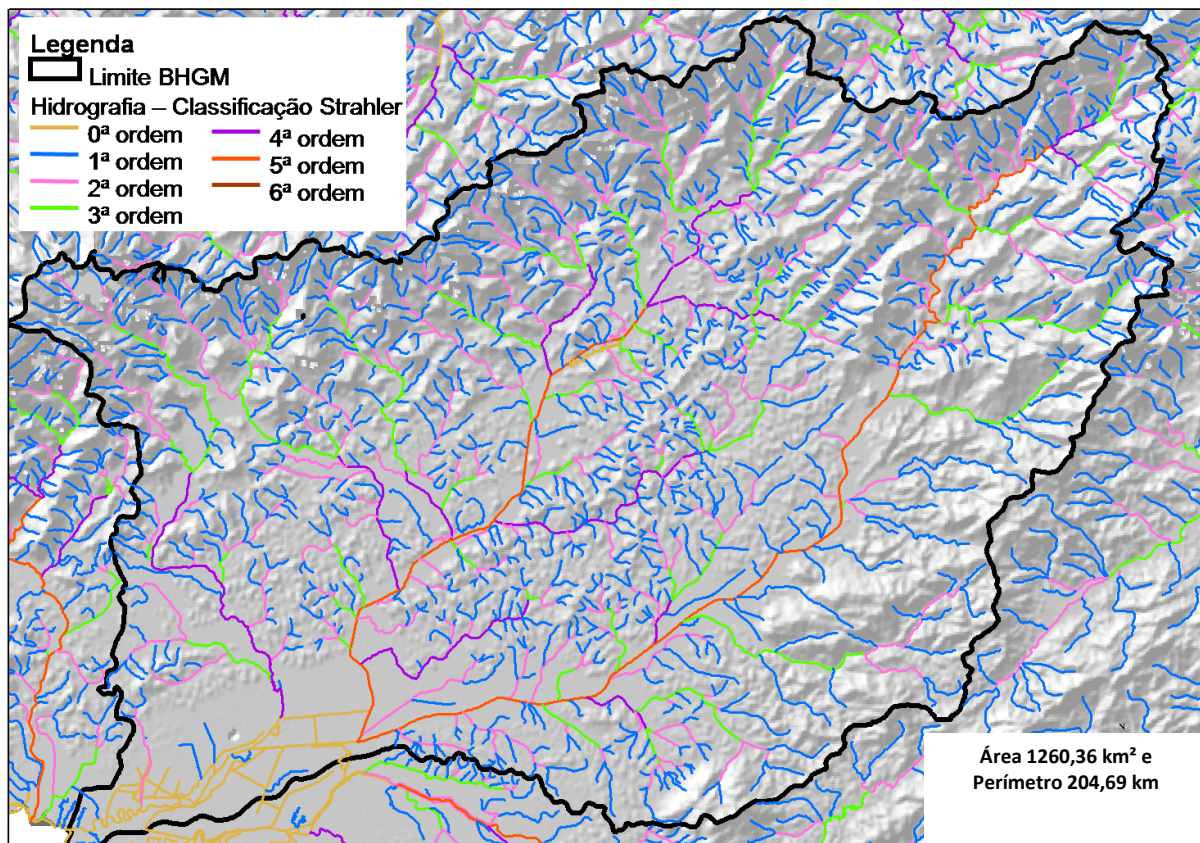 Legenda
Limite BHGM
Hidrografia – Classificação Strahler
0ª ordem
1ª ordem
2ª ordem
3ª ordem
4ª ordem
5ª ordem
6ª ordem
Área 1260,36 km² e
Perímetro 204,69 km